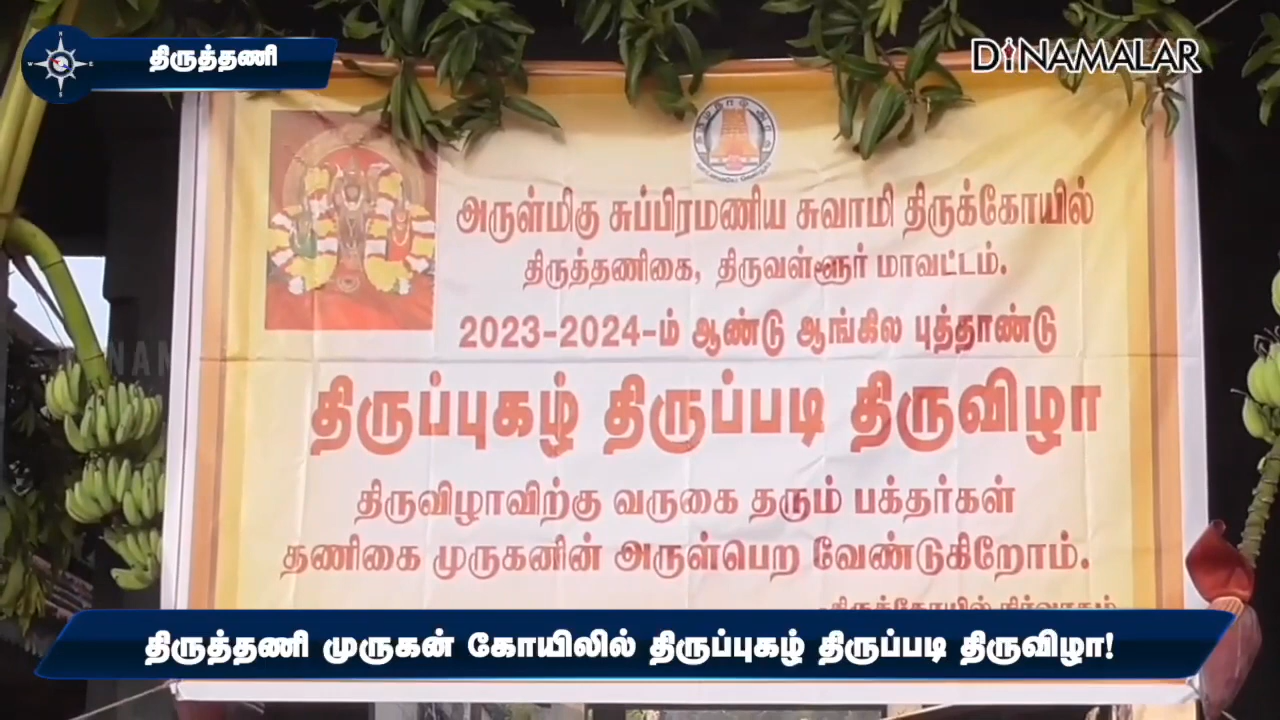 திருத்தணி
DINAMALAR
அருள்மிகு சுப்பிரமணிய சுவாமி திருக்கோயில்
திருத்தணிகை, திருவள்ளூர் மாவட்டம்.
2023-2024-ம் ஆண்டு ஆங்கில புத்தாண்டு
திருப்புகழ் திருப்படி திருவிழா
திருவிழாவிற்கு வருகை தரும் பக்தர்கள்
தணிகை முருகனின் அருள்பெற வேண்டுகிறோம்.
-திருக்கோயில் நிர்வாகம்
திருத்தணி முருகன் கோயிலில் திருப்புகழ் திருப்படி திருவிழா!